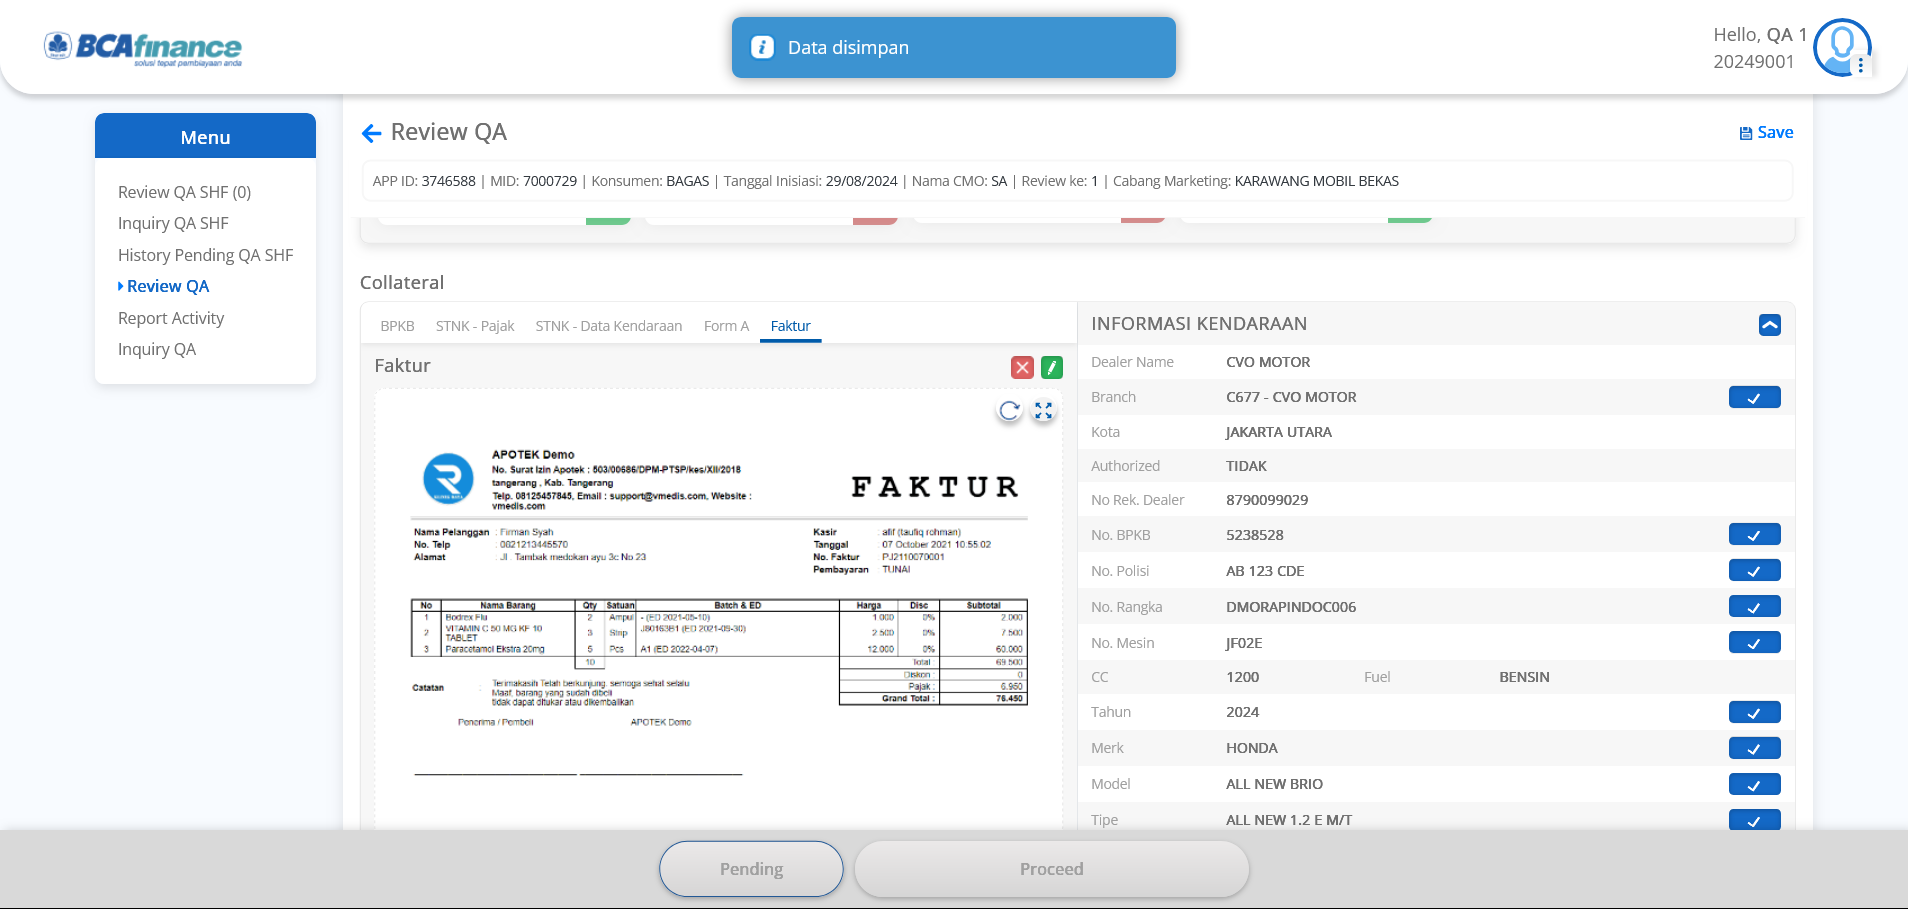 BCA finance
solusi tepat pembiayaan anda
Data disimpan
Hello, QA 1
20249001
Menu
Review QA SHF (0)
Inquiry QA SHF
History Pending QA SHF
Review QA
Report Activity
Inquiry QA
Review QA
Save
APP ID: 3746588 | MID: 7000729 | Konsumen: BAGAS | Tanggal Inisiasi: 29/08/2024 | Nama CMO: SA | Review ke: 1 | Cabang Marketing: KARAWANG MOBIL BEKAS
Collateral
BPKB STNK - Pajak STNK - Data Kendaraan Form A Faktur
Faktur
APOTEK Demo
No. Surat Izin Apotek : 503/00686/DPM-PTSP/kes/XII/2018
tangerang , Kab. Tangerang
Telp. 08125457845, Email : support@vmedis.com, Website :
vmedis.com
FAKTUR
Nama Pelanggan : Firman Syah
No. Telp : 0821213445570
Alamat : Jl . Tambak medokan ayu 3c No 23
Kasir : afif (taufiq rohman)
Tanggal : 07 October 2021 10:55:02
No. Faktur : PJ2110070001
Pembayaran : TUNAI
No Nama Barang Qty Satuan Batch & ED Harga Disc Subtotal
1 Bodrex Flu 2 Ampul - (ED 2021-05-10) 1.000 0% 2.000
2 VITAMIN C 50 MG KF 10 TABLET 3 Strip J80163B1 (ED 2021-09-30) 2.500 0% 7.500
3 Paracetamol Ekstra 20mg 5 Pcs A1 (ED 2022-04-07) 12.000 0% 60.000
10 Total : 69.500
Diskon : 0
Pajak : 6.950
Grand Total : 76.450
Catatan : Terimakasih Telah berkunjung, semoga sehat selalu
Maaf, barang yang sudah dibeli
tidak dapat ditukar atau dikembalikan
Penerima / Pembeli APOTEK Demo
INFORMASI KENDARAAN
Dealer Name CVO MOTOR
Branch C677 - CVO MOTOR
Kota JAKARTA UTARA
Authorized TIDAK
No Rek. Dealer 8790099029
No. BPKB 5238528
No. Polisi AB 123 CDE
No. Rangka DMORAPINDOC006
No. Mesin JF02E
CC 1200 Fuel BENSIN
Tahun 2024
Merk HONDA
Model ALL NEW BRIO
Tipe ALL NEW 1.2 E M/T
Pending
Proceed